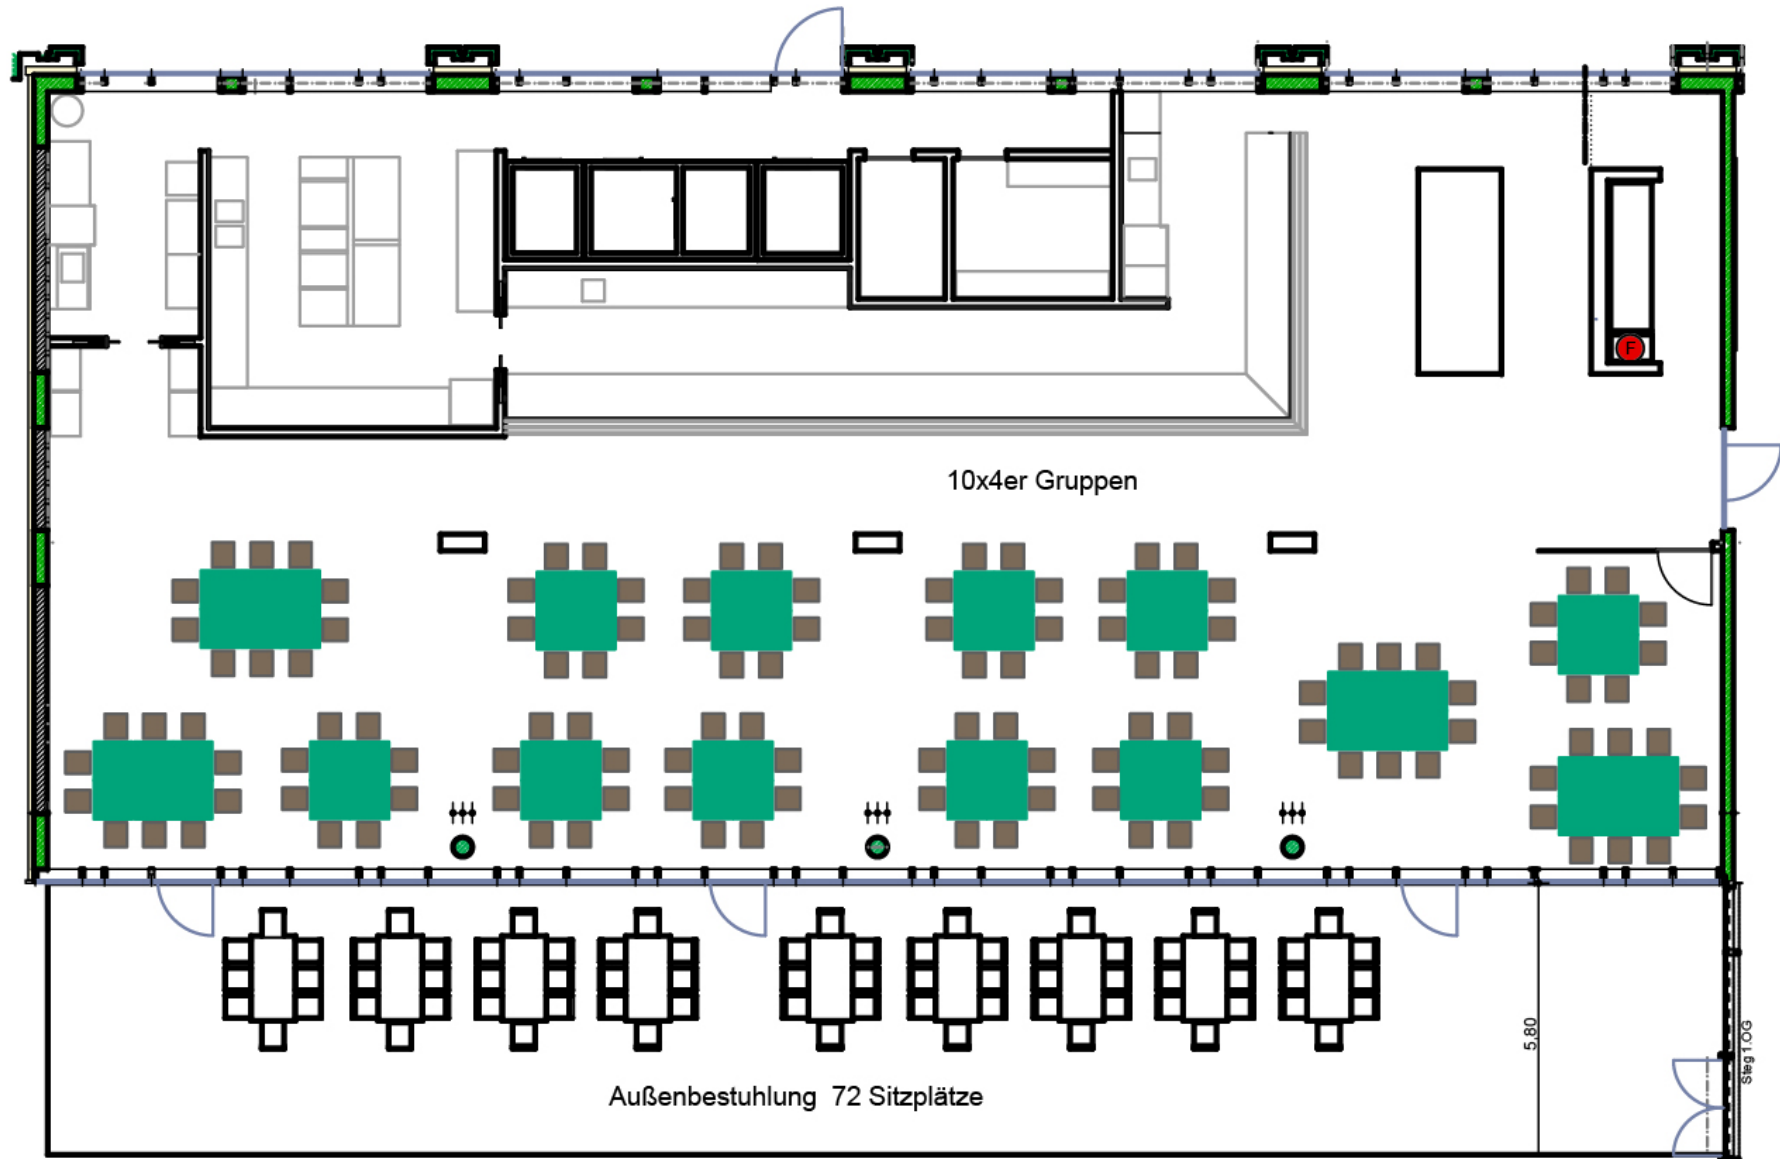 F
10x4er Gruppen
5,80
Steg 1.OG
Außenbestuhlung 72 Sitzplätze